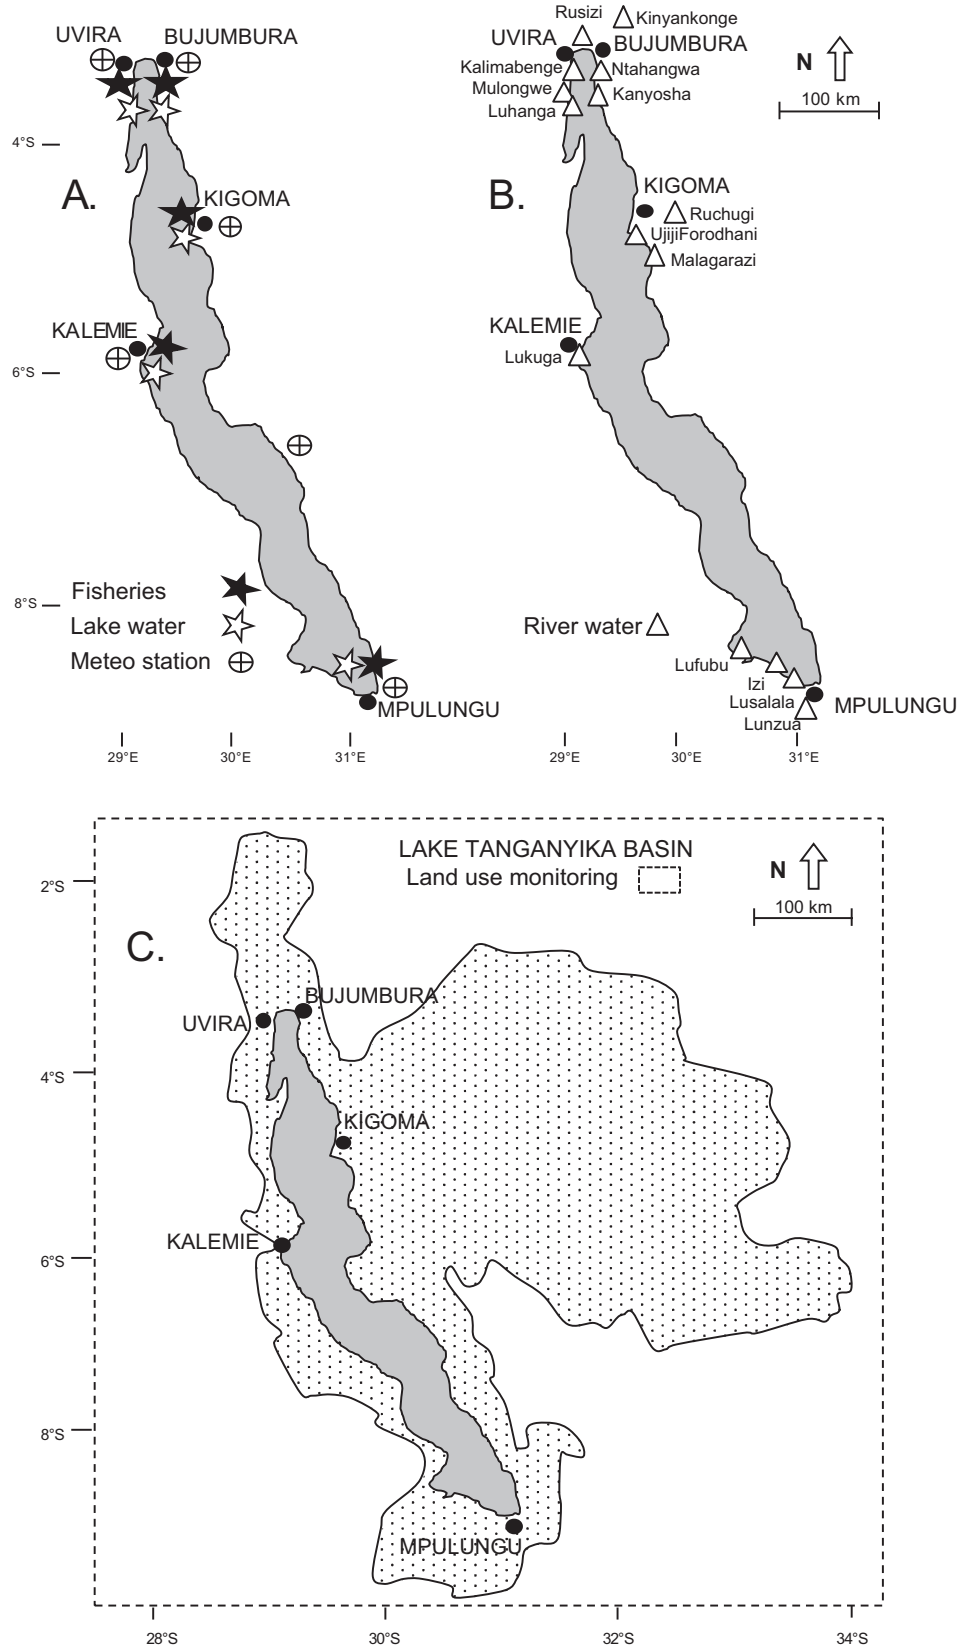 UVIRA
BUJUMBURA
4°S
A.
KIGOMA
KALEMIE
6°S
8°S
Fisheries
Lake water
Meteo station
MPULUNGU
29°E
30°E
31°E
Rusizi
Kinyankonge
UVIRA
BUJUMBURA
N
Kalimabenge
Ntahangwa
Mulongwe
Kanyosha
Luhanga
100 km
B.
KIGOMA
Ruchugi
UjijiForodhani
Malagarazi
KALEMIE
Lukuga
River water
Lufubu
Izi
Lusalala
MPULUNGU
Lunzua
29°E
30°E
31°E
LAKE TANGANYIKA BASIN
Land use monitoring
N
100 km
2°S
C.
BUJUMBURA
UVIRA
4°S
KIGOMA
KALEMIE
6°S
8°S
MPULUNGU
28°S
30°S
32°S
34°S